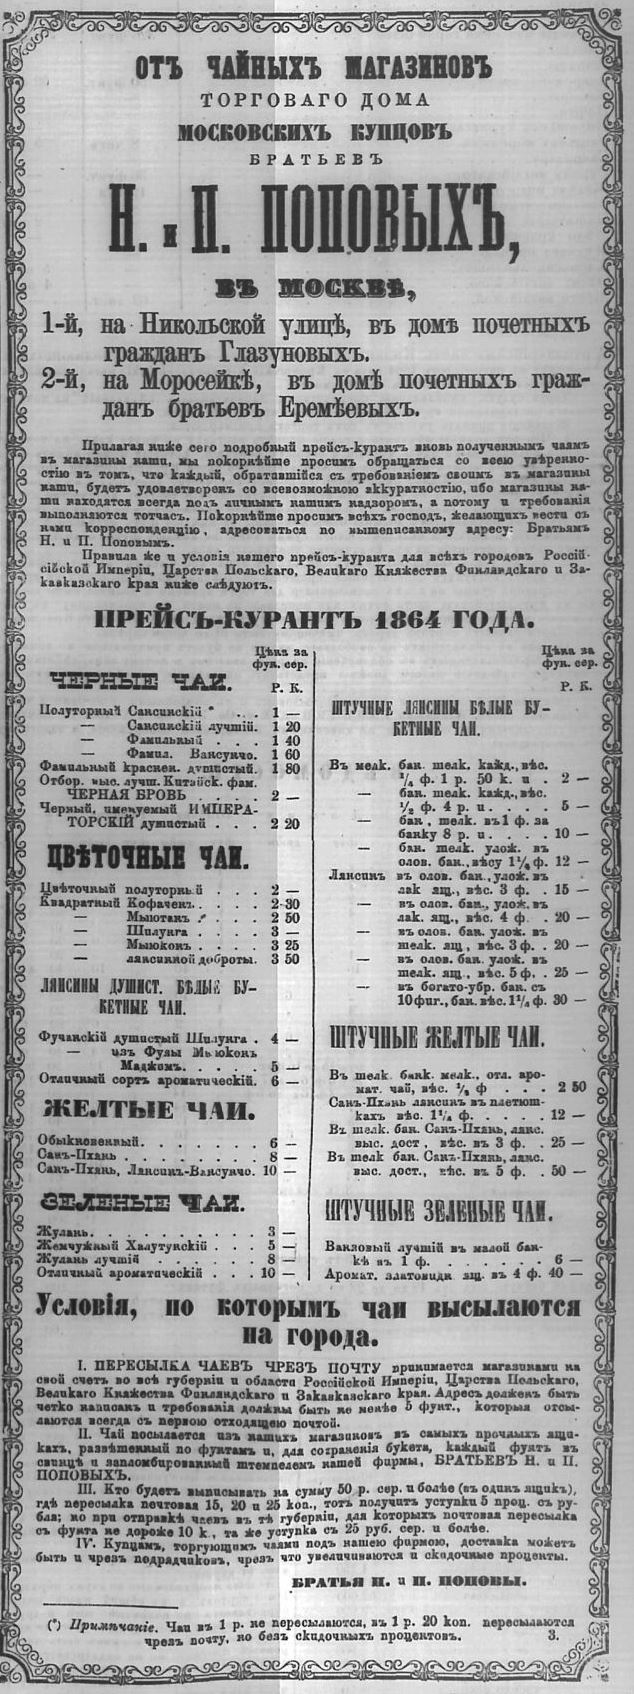 ОТЪ ЧАЙНЫХЪ МАГАЗИНОВЪ
ТОРГОВАГО ДОМА
МОСКОВСКИХЪ КУПЦОВЪ
БРАТЬЕВЪ
Н. и П. ПОПОВЫХЪ,
ВЪ МОСКВѢ,
1-й, на Никольской улицѣ, въ домѣ почетныхъ
гражданъ Глазуновыхъ.
2-й, на Моросейкѣ, въ домѣ почетныхъ граж-
данъ братьевъ Еремѣевыхъ.
Прилагая ниже сего подробный прейсъ-курантъ вновь полученнымъ чаямъ
въ магазины наши, мы покорнѣйше просимъ обращаться со всею увѣренно-
стію въ томъ, что каждый, обратившійся съ требованіемъ своимъ въ магазины
наши, будетъ удовлетворенъ со всевозможною аккуратностію, ибо магазины на-
ши находятся всегда подъ личнымъ нашимъ надзоромъ, а потому и требованія
выполняются тотчасъ. Покорнѣйше просимъ всѣхъ господъ, желающихъ вести съ
нами корреспонденцію, адресоваться по вышеписанному адресу: Братьямъ
Н. и П. Поповымъ.
Правила же и условія нашего прейсъ-куранта для всѣхъ городовъ Россій-
сійской Имперіи, Царства Польскаго, Великаго Княжества Финляндскаго и За-
кавказскаго края ниже слѣдуютъ.
ПРЕЙСЪ-КУРАНТЪ 1864 ГОДА.
Цѣна за
фун. сер.
ЧЕРНЫЕ ЧАИ. Р. К.
Полуторный Сансинскій * . . 1 —
— Сансинскій лучшій. 1 20
— Фамильный . . . 1 40
— Фамил. Вансунчо. 1 60
Фамильный краснен. душистый. 1 80
Отбор. выс. лучш. Китайск. фам.
ЧЕРНАЯ БРОВЬ . . . . 2 —
Черный, именуемый ИМПЕРА-
ТОРСКІЙ душистый . . . 2 20
ЦВѢТОЧНЫЕ ЧАИ.
Цвѣточный полуторный . . . 2 —
Квадратный Кофаченъ. . . . 2 30
— Мыютанъ . . . . 2 50
— Шилунга . . . . 3 —
— Мыюконъ . . . . 3 25
— лянсинной доброты. 3 50
ЛЯНСИНЫ ДУШИСТ. БѢЛЫЕ БУ-
КЕТНЫЕ ЧАИ.
Фучанскій душистый Шилунга . 4 —
— изъ Фузы Мыюконъ
Маджомъ. . . . . 5 —
Отличный сортъ ароматическій. 6 —
ЖЕЛТЫЕ ЧАИ.
Обыкновенный. . . . . . . . 6 —
Санъ-Пхянь . . . . . . . . 8 —
Санъ-Пхянь, Лянсинъ-Вансунчо. 10 —
ЗЕЛЕНЫЕ ЧАИ.
Жулань. . . . . . . . . . 3 —
Жемчужный Халутунскій . . . 5 —
Жулань лучшій . . . . . . 8 —
Отличный ароматическій . . . 10 —
Цѣна за
фун. сер.
Р. К.
ШТУЧНЫЕ ЛЯНСИНЫ БѢЛЫЕ БУ-
КЕТНЫЕ ЧАИ.
Въ мелк. бан. шелк. кажд. вѣс.
¼ ф. 1 р. 50 к. и . 2 —
— бан. шелк. кажд. вѣс.
½ ф. 4 р. и. . . . 5 —
— бан. шелк. въ 1 ф. за
банку 8 р. и. . . . 10 —
— бан. шелк. улож. въ
олов. бан., вѣсу 1¼ ф. 12 —
Лянсинъ въ олов. бан., улож. въ
лак ящ., вѣс. 3 ф. . 15 —
— въ олов. бан., улож. въ
лак. ящ., вѣс. 4 ф. . 20 —
— въ олов. бан. улож. въ
шелк. ящ., вѣс. 3 ф. . 20 —
— въ олов. бан. улож. въ
шелк. ящ., вѣс. 5 ф. . 25 —
— въ богато-убр. бан. съ
10 фиг., бан. вѣс. 1¼ ф. 30 —
ШТУЧНЫЕ ЖЕЛТЫЕ ЧАИ.
Въ шелк. банк. мелк., отл. аро-
мат. чай, вѣс. ⅛ ф . . . 2 50
Санъ-Пхянь лянсинъ въ плетюш-
кахъ вѣс. 1¼ ф. . . . . 12 —
Въ шелк. бан. Санъ-Пхянь, лянс.
выс. дост., вѣс. въ 3 ф. . 25 —
Въ шелк бан. Санъ-Пхянь, лянс.
выс. дост., вѣс. въ 5 ф. . 50 —
ШТУЧНЫЕ ЗЕЛЕНЫЕ ЧАИ.
Ванзовый лучшій въ малой бан-
кѣ въ 1 ф. . . . . . . 6 —
Аромат. златовидн ящ. въ 4 ф. 40 —
Условія, по которымъ чаи высылаются
на города.
I. ПЕРЕСЫЛКА ЧАЕВЪ ЧРЕЗЪ ПОЧТУ принимается магазинами на
свой счетъ во всѣ губерніи и области Россійской Имперіи, Царства Польскаго,
Великаго Княжества Финляндскаго и Закавказскаго края. Адресъ долженъ быть
четко написанъ и требованія должны быть не менѣе 5 фунт., которыя отсы-
лаются всегда съ первою отходящею почтой.
II. Чай посылается изъ нашихъ магазиновъ въ самыхъ прочныхъ ящи-
кахъ, развѣшенный по фунтамъ и, для сохраненія букета, каждый фунтъ въ
свинцѣ и запломбированный штемпелемъ нашей фирмы, БРАТЬЕВЪ Н. и П.
ПОПОВЫХЪ.
III. Кто будетъ выписывать на сумму 50 р. сер. и болѣе (въ одинъ ящикъ),
гдѣ пересылка почтовая 15, 20 и 25 коп., тотъ получитъ уступки 5 проц. съ ру-
бля; но при отправкѣ чаевъ въ тѣ губерніи, для которыхъ почтовая пересылка
съ фунта не дороже 10 к., та же уступка съ 25 руб. сер. и болѣе.
IV. Купцамъ, торгующимъ чаями подъ нашею фирмою, доставка можетъ
быть и чрезъ подрядчиковъ, чрезъ что увеличиваются и скидочные проценты.
БРАТЬЯ Н. и П. ПОПОВЫ.
(*) Примѣчаніе. Чаи въ 1 р. не пересылаются, въ 1 р. 20 коп. пересылаются
чрезъ почту, но безъ скидочныхъ процентовъ. 3.